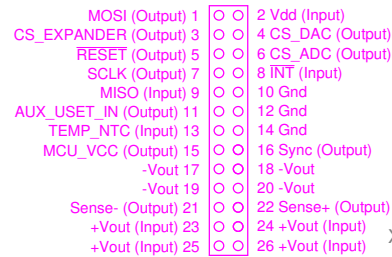 MOSI (Output) 1 2 Vdd (Input)
CS_EXPANDER (Output) 3 4 CS_DAC (Output)
RESET (Output) 5 6 CS_ADC (Output)
SCLK (Output) 7 8 INT (Input)
MISO (Input) 9 10 Gnd
AUX_USET_IN (Output) 11 12 Gnd
TEMP_NTC (Input) 13 14 Gnd
MCU_VCC (Output) 15 16 Sync (Output)
-Vout 17 18 -Vout
-Vout 19 20 -Vout
Sense- (Output) 21 22 Sense+ (Output)
+Vout (Input) 23 24 +Vout (Input)
+Vout (Input) 25 26 +Vout (Input)